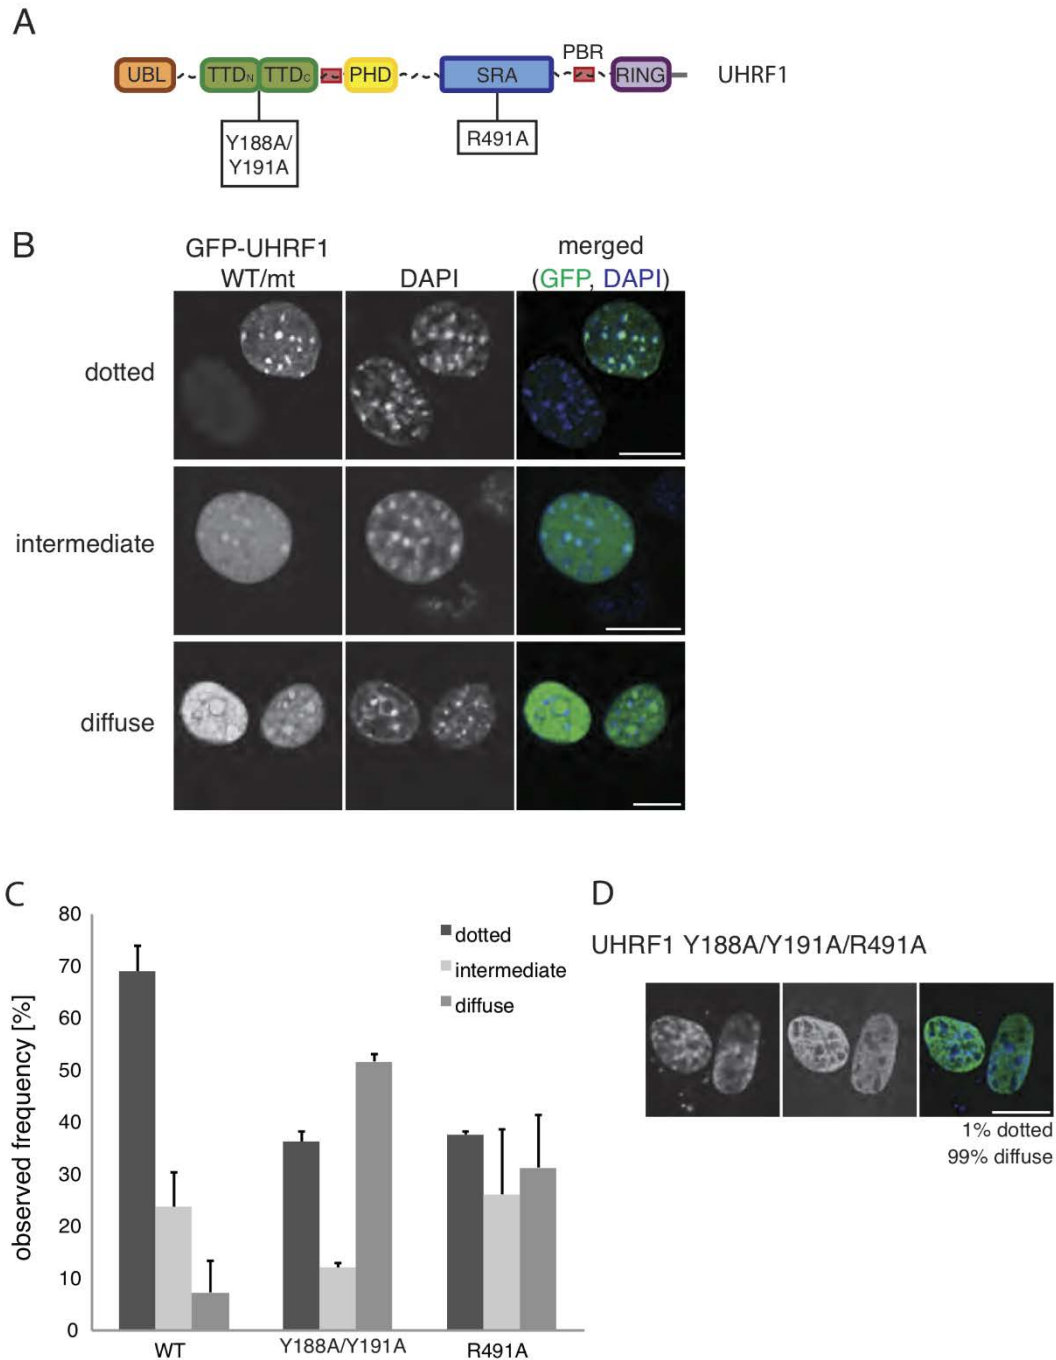 A
UBL TTDN TTDC PHD SRA PBR RING UHRF1
Y188A/
Y191A
R491A
B
GFP-UHRF1
WT/mt
DAPI
merged
(GFP, DAPI)
dotted
intermediate
diffuse
C
observed frequency [%]
80
70
60
50
40
30
20
10
0
dotted
intermediate
diffuse
WT
Y188A/Y191A
R491A
D
UHRF1 Y188A/Y191A/R491A
1% dotted
99% diffuse